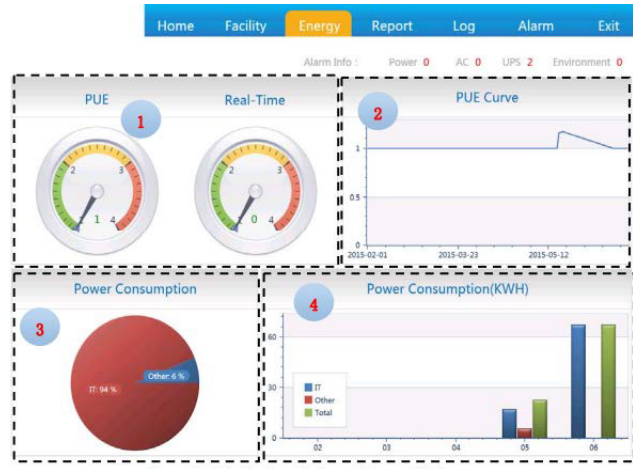 Home Facility Energy Report Log Alarm Exit
Alarm Info : Power 0 AC 0 UPS 2 Environment 0
PUE Real-Time
1
2 3
1 1 4
2 3
1 0 4
PUE Curve
2
1
0.5
0
2015-02-01 2015-03-23 2015-05-12
Power Consumption
3
IT: 94 %
Other: 6 %
Power Consumption(KWH)
4
60
30
0
IT
Other
Total
02 03 04 05 06